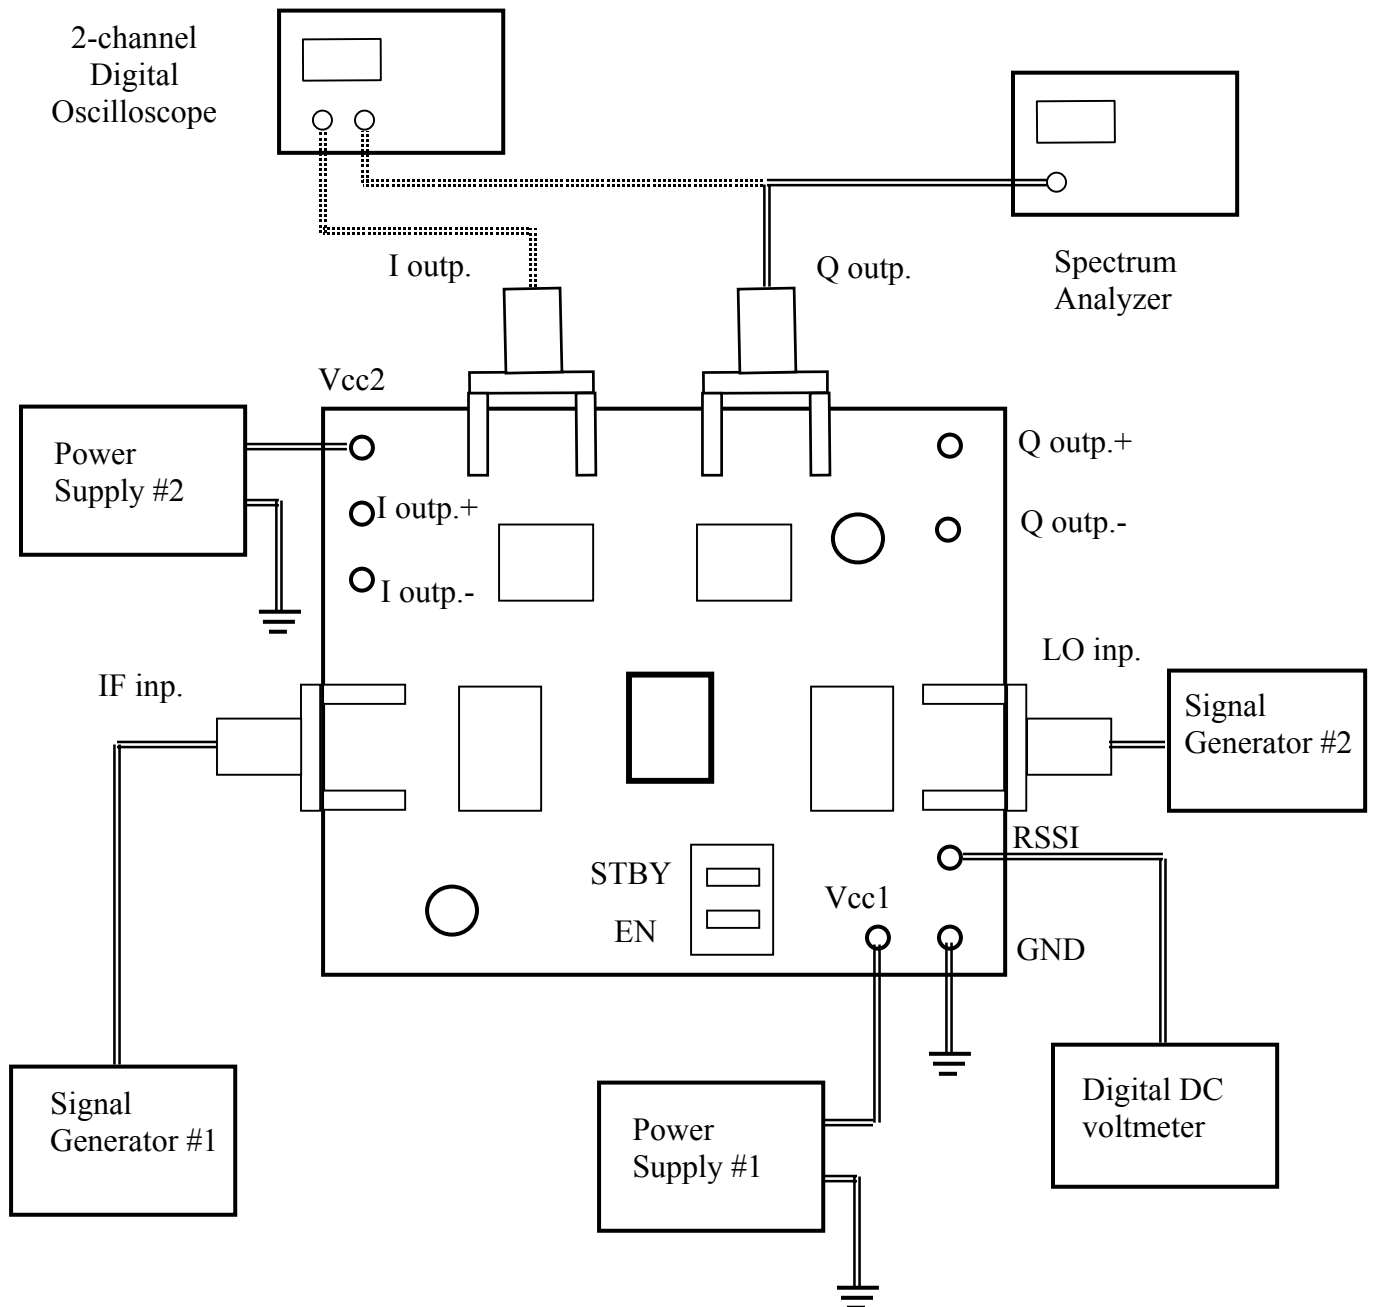 2-channel
Digital
Oscilloscope
I outp.
Q outp.
Spectrum
Analyzer
Vcc2
Power
Supply #2
I outp.+
I outp.-
Q outp.+
Q outp.-
IF inp.
LO inp.
Signal
Generator #2
RSSI
STBY
EN
Vcc1
GND
Signal
Generator #1
Power
Supply #1
Digital DC
voltmeter